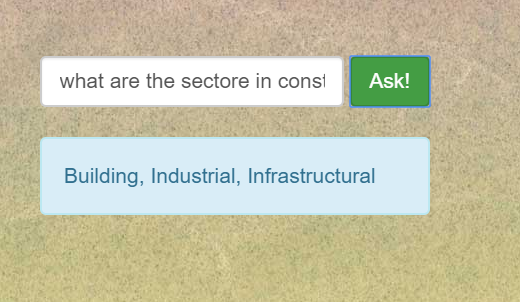 what are the sectore in const
Ask!
Building, Industrial, Infrastructural